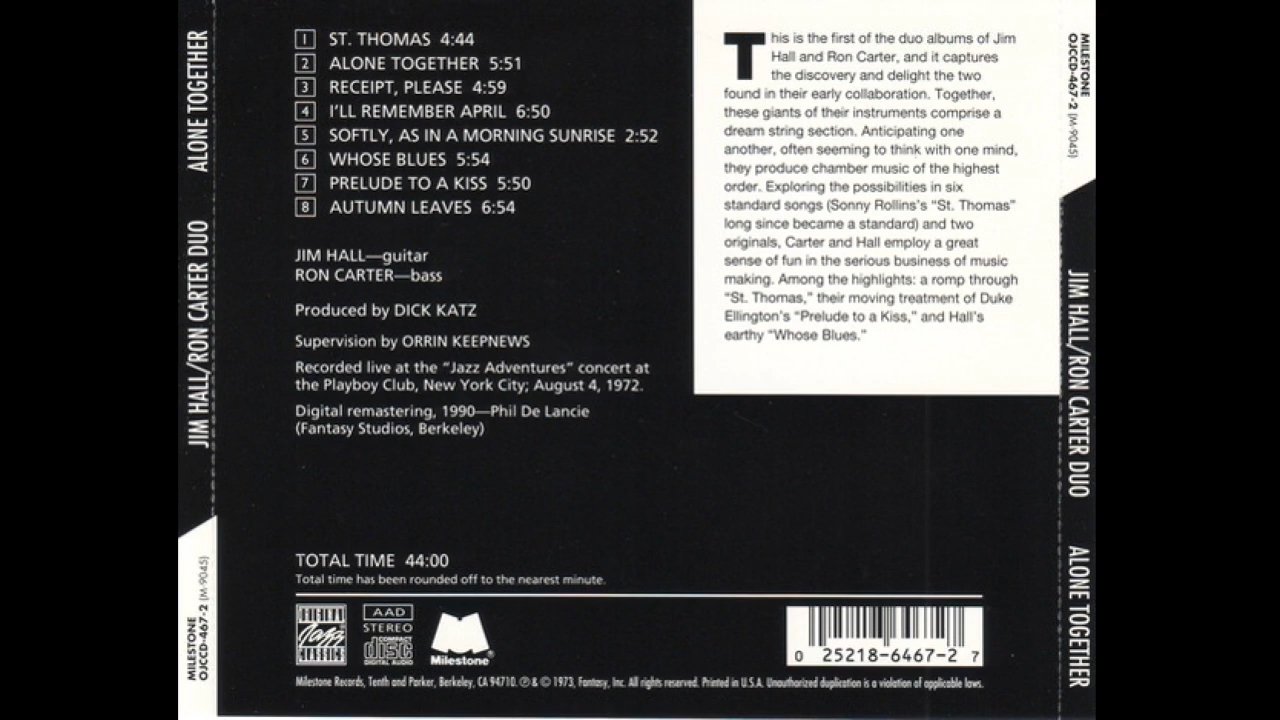 JIM HALL/RON CARTER DUO ALONE TOGETHER
MILESTONE
OJCCD-467-2 (M-9045)
1 ST. THOMAS 4:44
2 ALONE TOGETHER 5:51
3 RECEIPT, PLEASE 4:59
4 I'LL REMEMBER APRIL 6:50
5 SOFTLY, AS IN A MORNING SUNRISE 2:52
6 WHOSE BLUES 5:54
7 PRELUDE TO A KISS 5:50
8 AUTUMN LEAVES 6:54
JIM HALL—guitar
RON CARTER—bass
Produced by DICK KATZ
Supervision by ORRIN KEEPNEWS
Recorded live at the "Jazz Adventures" concert at
the Playboy Club, New York City; August 4, 1972.
Digital remastering, 1990—Phil De Lancie
(Fantasy Studios, Berkeley)
This is the first of the duo albums of Jim
Hall and Ron Carter, and it captures
the discovery and delight the two
found in their early collaboration. Together,
these giants of their instruments comprise a
dream string section. Anticipating one
another, often seeming to think with one mind,
they produce chamber music of the highest
order. Exploring the possibilities in six
standard songs (Sonny Rollins's "St. Thomas"
long since became a standard) and two
originals, Carter and Hall employ a great
sense of fun in the serious business of music
making. Among the highlights: a romp through
"St. Thomas," their moving treatment of Duke
Ellington's "Prelude to a Kiss," and Hall's
earthy "Whose Blues."
TOTAL TIME 44:00
Total time has been rounded off to the nearest minute.
ORIGINAL
Jazz
CLASSICS
AAD
STEREO
COMPACT
disc
DIGITAL AUDIO
Milestone®
0 25218-6467-2 7
Milestone Records, Tenth and Parker, Berkeley, CA 94710. ℗ & © 1973, Fantasy, Inc. All rights reserved. Printed in U.S.A. Unauthorized duplication is a violation of applicable laws.
MILESTONE
OJCCD-467-2 (M-9045)
JIM HALL/RON CARTER DUO ALONE TOGETHER